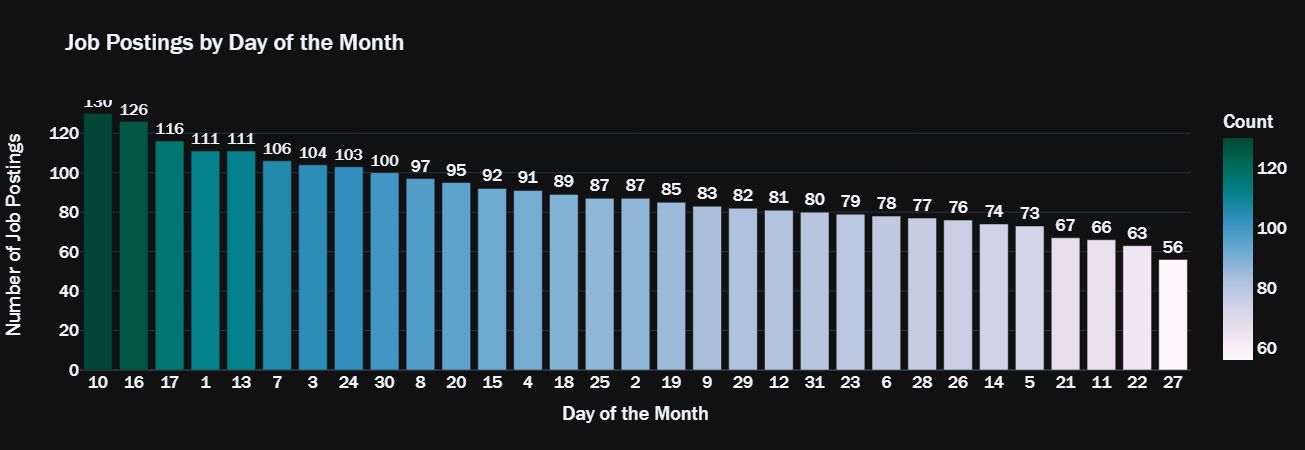 Job Postings by Day of the Month
130 126 116 111 111 106 104 103 100 97 95 92 91 89 87 87 85 83 82 81 80 79 78 77 76 74 73 67 66 63 56
Number of Job Postings
120
100
80
60
40
20
0
10 16 17 1 13 7 3 24 30 8 20 15 4 18 25 2 19 9 29 12 31 23 6 28 26 14 5 21 11 22 27
Day of the Month
Count
120
100
80
60